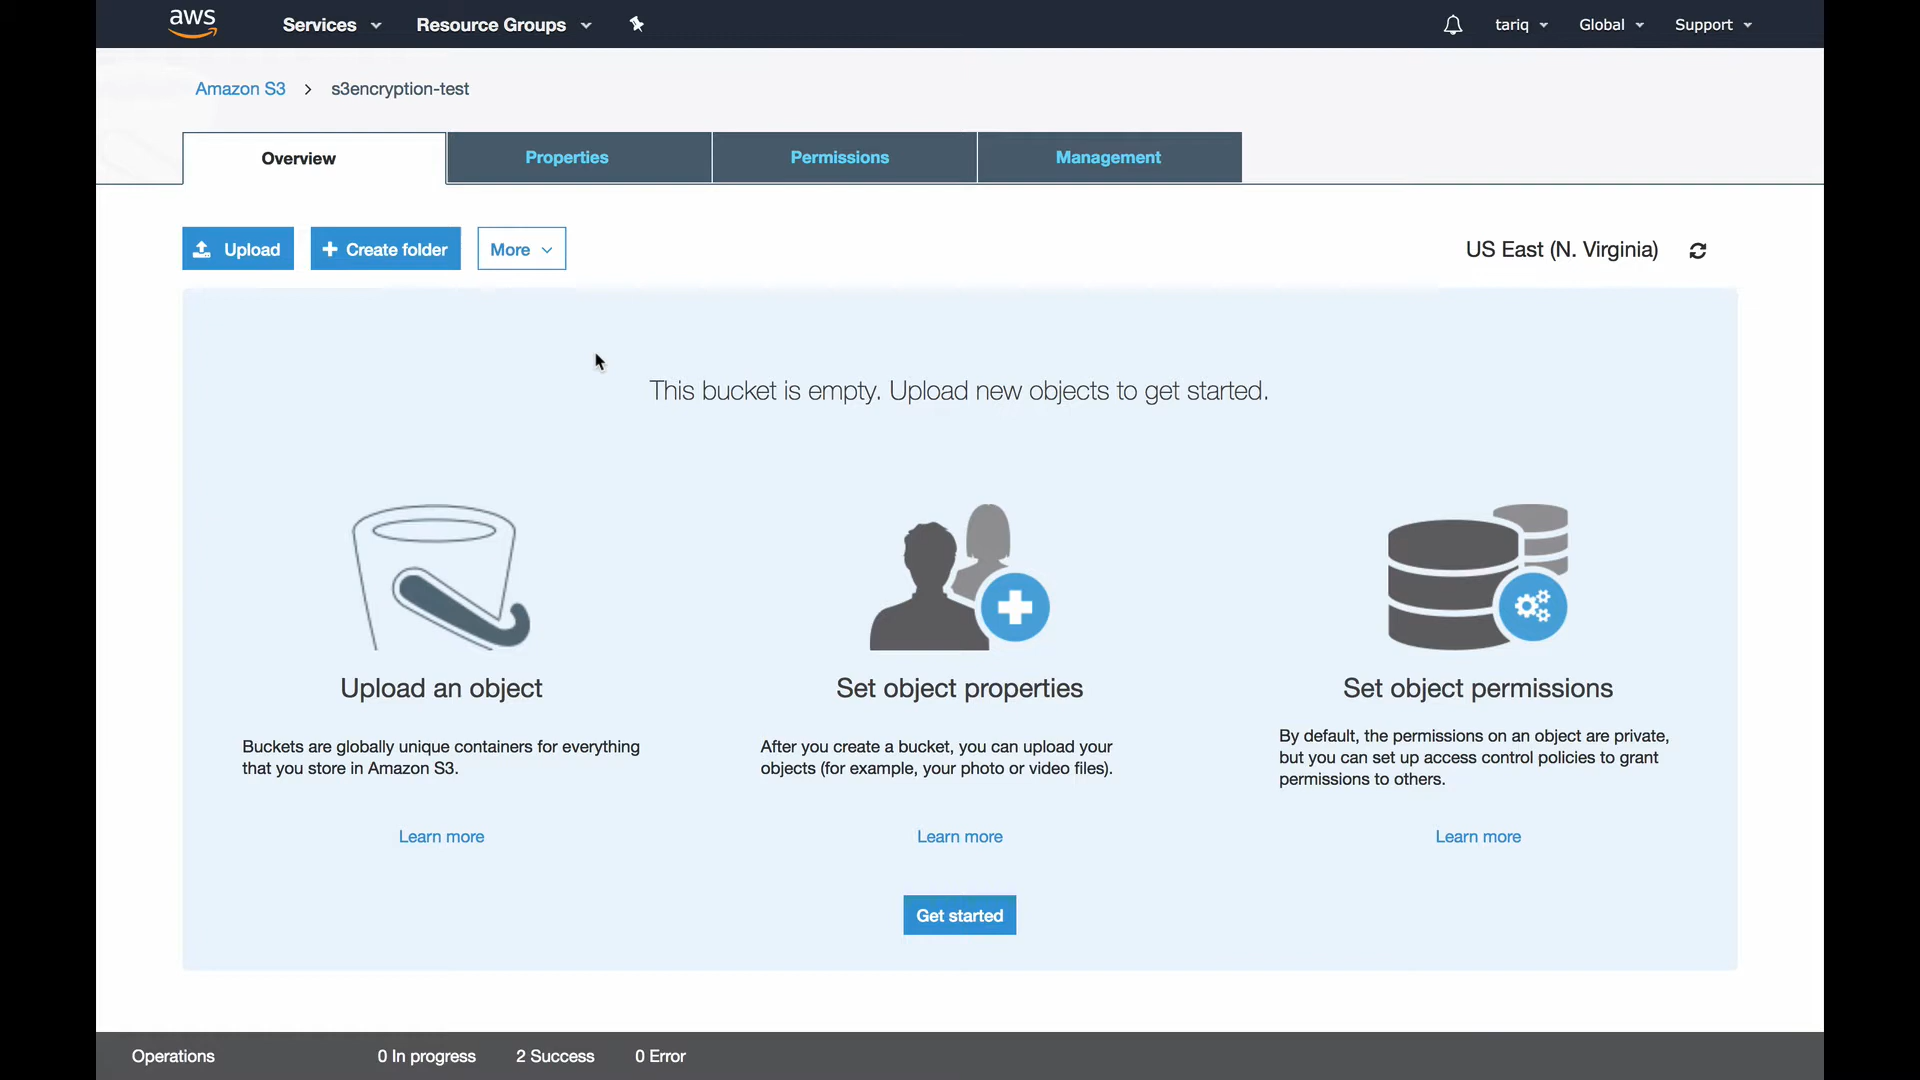 aws
Services
Resource Groups
tariq
Global
Support
Amazon S3
s3encryption-test
Overview
Properties
Permissions
Management
Upload
Create folder
More
US East (N. Virginia)
This bucket is empty. Upload new objects to get started.
Upload an object
Buckets are globally unique containers for everything
that you store in Amazon S3.
Learn more
Set object properties
After you create a bucket, you can upload your
objects (for example, your photo or video files).
Learn more
Set object permissions
By default, the permissions on an object are private,
but you can set up access control policies to grant
permissions to others.
Learn more
Get started
Operations
0 In progress
2 Success
0 Error